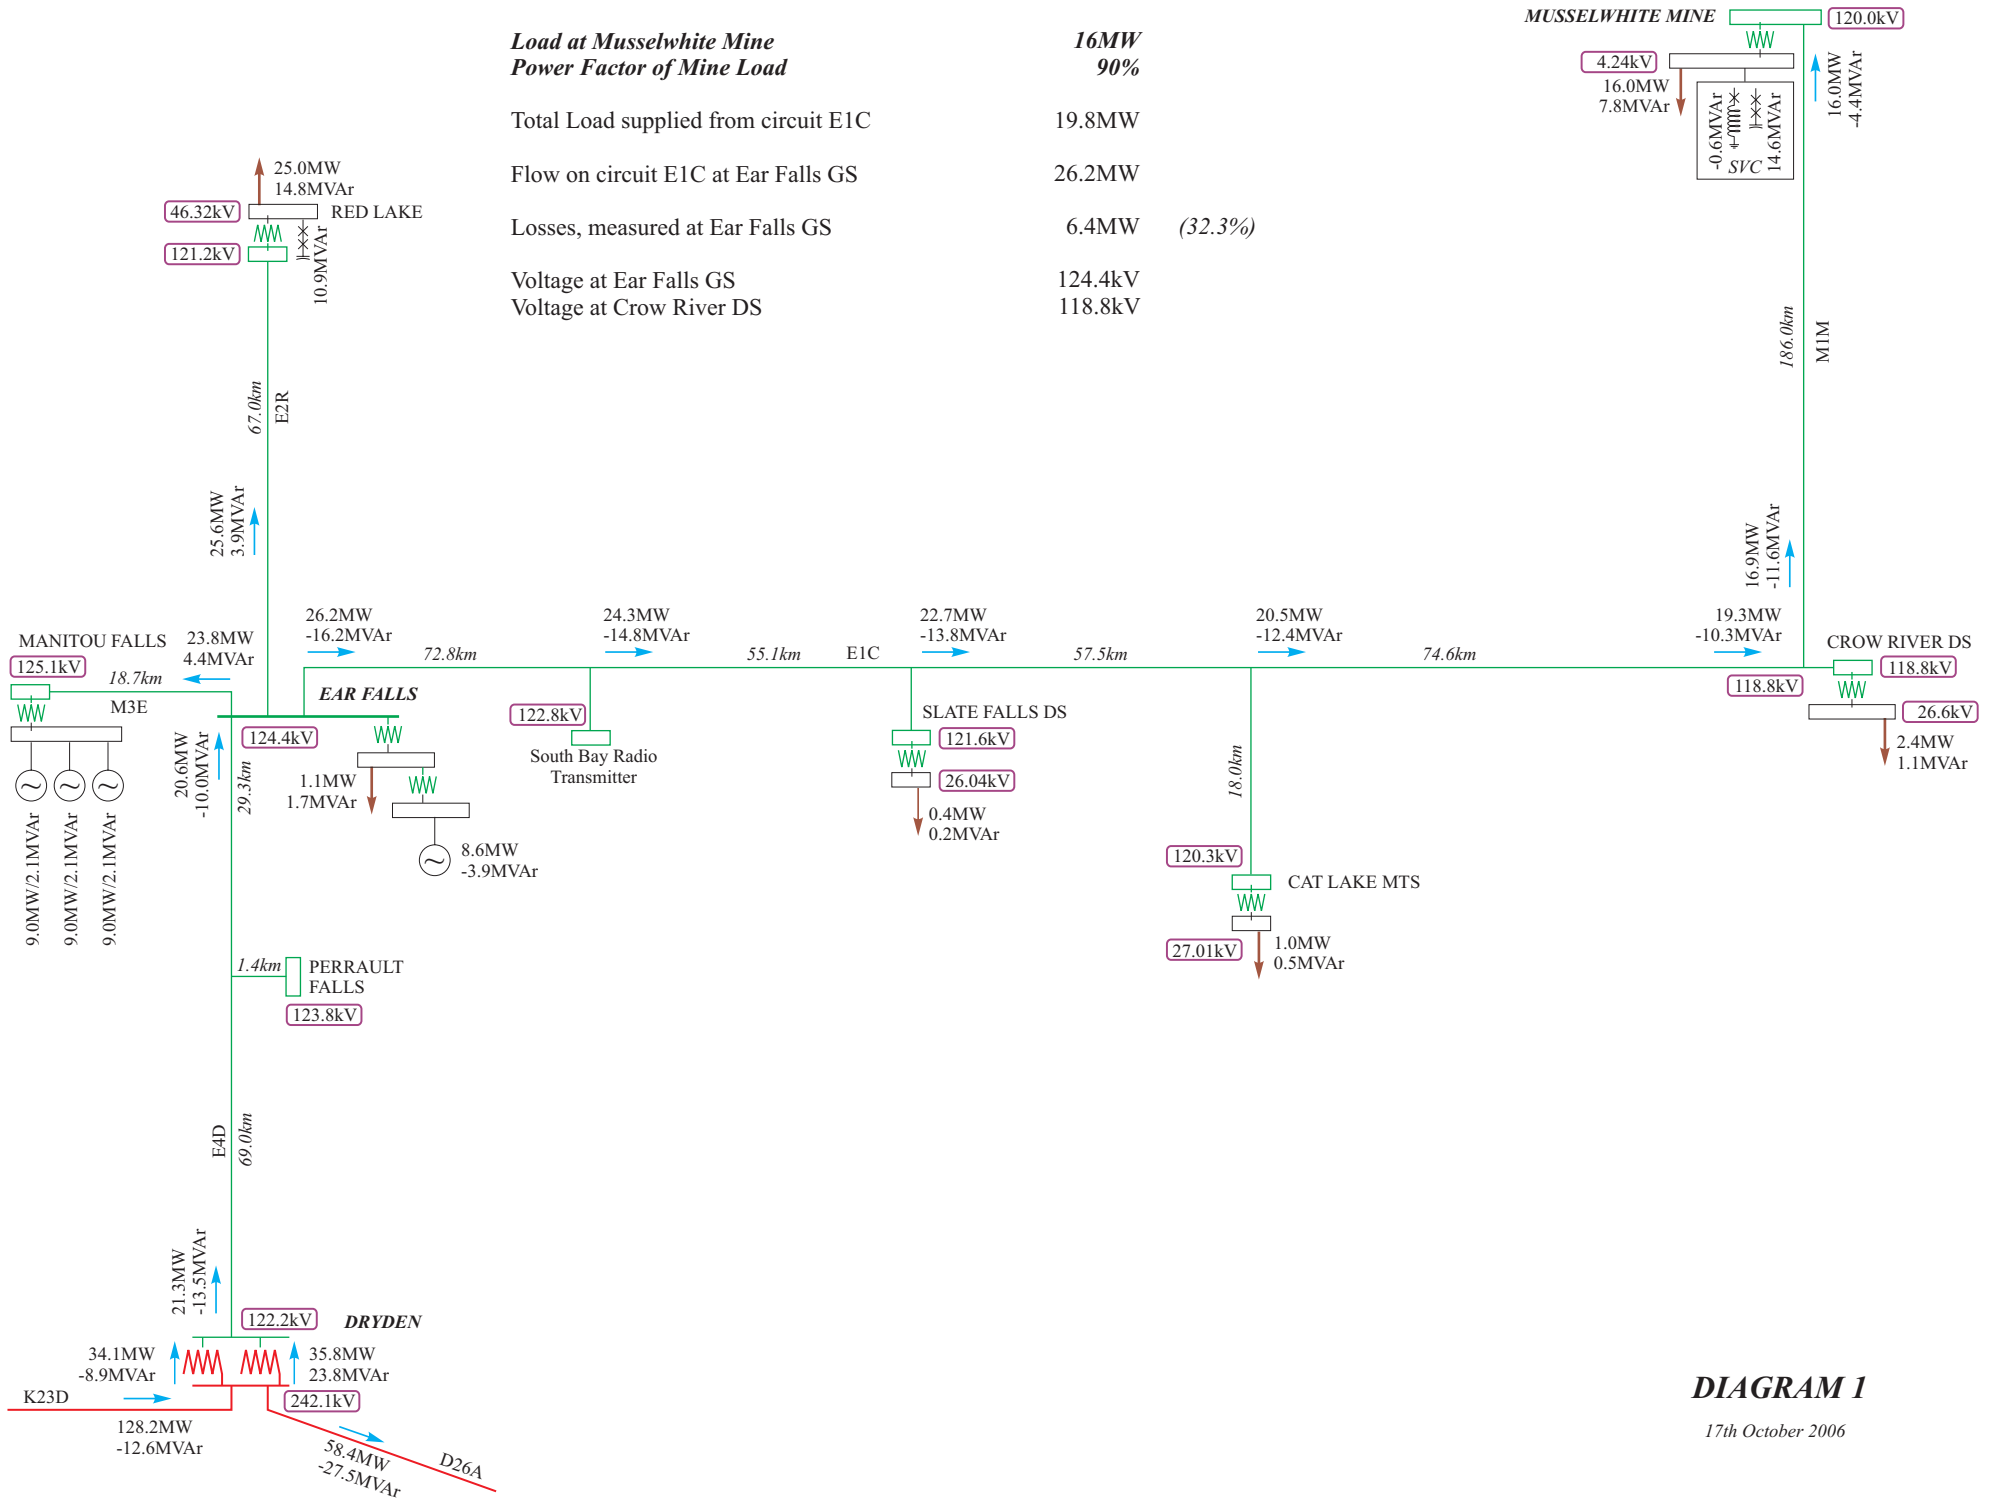 MUSSELWHITE MINE
120.0kV
4.24kV
16.0MW
7.8MVAr
-0.6MVAr
14.6MVAr
SVC
16.0MW
-4.4MVAr
Load at Musselwhite Mine 16MW
Power Factor of Mine Load 90%
Total Load supplied from circuit E1C 19.8MW
Flow on circuit E1C at Ear Falls GS 26.2MW
Losses, measured at Ear Falls GS 6.4MW (32.3%)
Voltage at Ear Falls GS 124.4kV
Voltage at Crow River DS 118.8kV
25.0MW
14.8MVAr
46.32kV
RED LAKE
121.2kV
10.9MVAr
67.0km
E2R
25.6MW
3.9MVAr
186.0km
M1M
16.9MW
-11.6MVAr
MANITOU FALLS
125.1kV
23.8MW
4.4MVAr
18.7km
M3E
9.0MW/2.1MVAr
9.0MW/2.1MVAr
9.0MW/2.1MVAr
26.2MW
-16.2MVAr
72.8km
24.3MW
-14.8MVAr
55.1km
E1C
22.7MW
-13.8MVAr
57.5km
20.5MW
-12.4MVAr
74.6km
19.3MW
-10.3MVAr
CROW RIVER DS
118.8kV
118.8kV
26.6kV
2.4MW
1.1MVAr
EAR FALLS
124.4kV
1.1MW
1.7MVAr
8.6MW
-3.9MVAr
20.6MW
-10.0MVAr
29.3km
122.8kV
South Bay Radio
Transmitter
SLATE FALLS DS
121.6kV
26.04kV
0.4MW
0.2MVAr
18.0km
120.3kV
CAT LAKE MTS
27.01kV
1.0MW
0.5MVAr
1.4km
PERRAULT
FALLS
123.8kV
E4D
69.0km
21.3MW
-13.5MVAr
122.2kV
DRYDEN
34.1MW
-8.9MVAr
35.8MW
23.8MVAr
K23D
242.1kV
128.2MW
-12.6MVAr
58.4MW
-27.5MVAr
D26A
DIAGRAM 1
17th October 2006